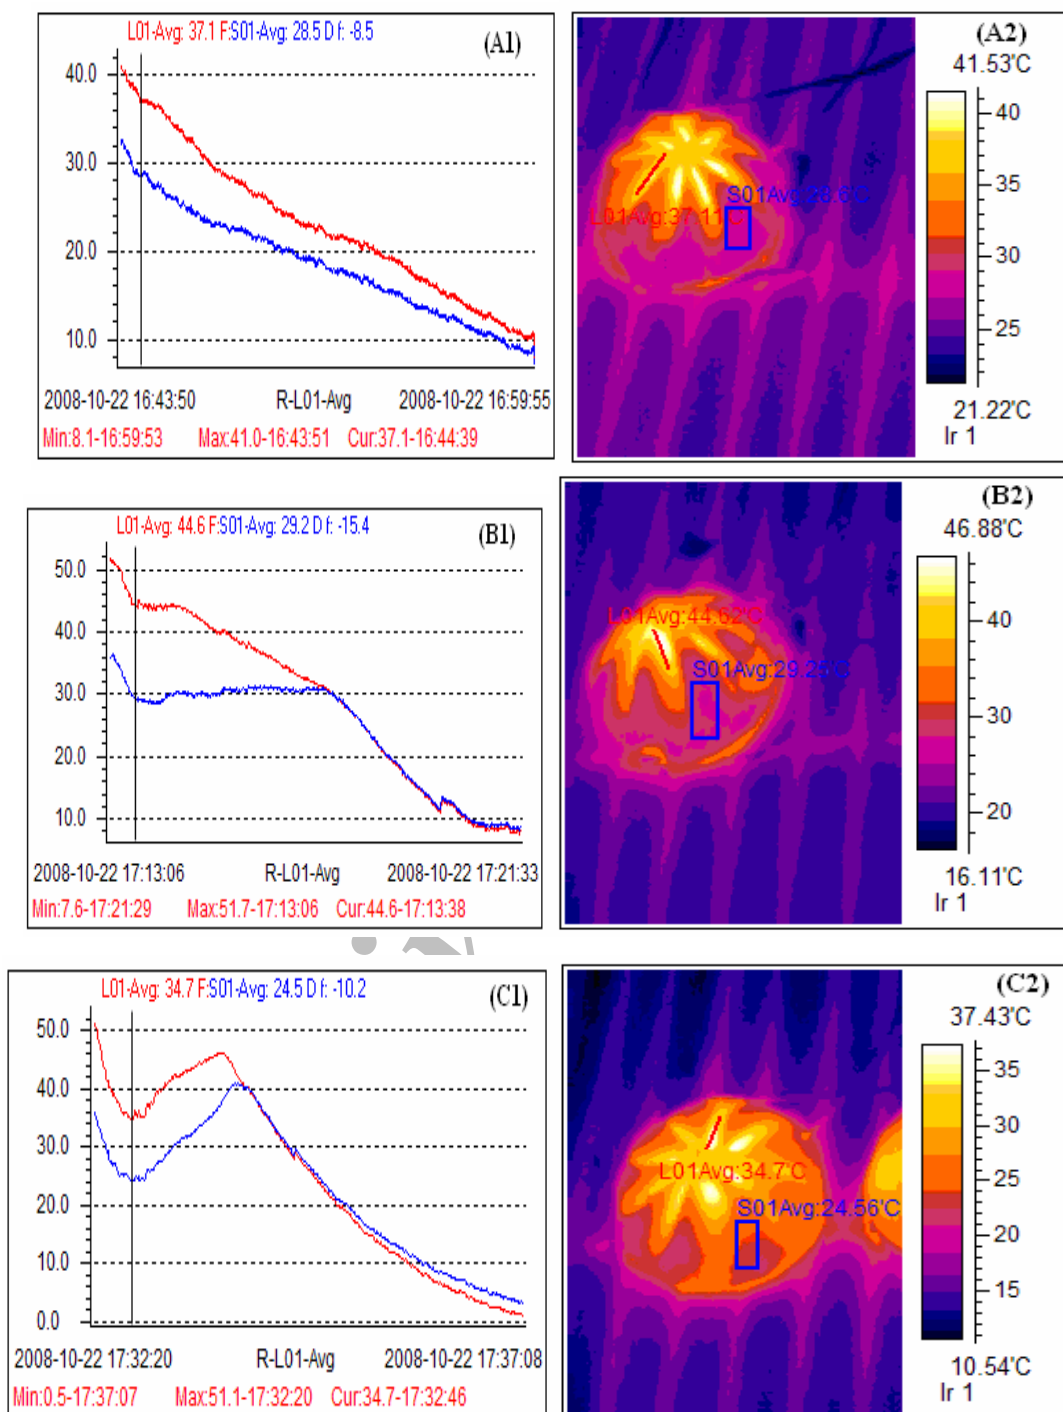 L01-Avg: 37.1 F:S01-Avg: 28.5 D f: -8.5
(A1)
40.0
30.0
20.0
10.0
2008-10-22 16:43:50 R-L01-Avg 2008-10-22 16:59:55
Min:8.1-16:59:53 Max:41.0-16:43:51 Cur:37.1-16:44:39
(A2)
41.53'C
S01Avg:28.6'C
L01Avg:37.11'C
40
35
30
25
21.22'C
Ir 1
L01-Avg: 44.6 F:S01-Avg: 29.2 D f: -15.4
(B1)
50.0
40.0
30.0
20.0
10.0
2008-10-22 17:13:06 R-L01-Avg 2008-10-22 17:21:33
Min:7.6-17:21:29 Max:51.7-17:13:06 Cur:44.6-17:13:38
(B2)
46.88'C
L01Avg:44.62'C
S01Avg:29.25'C
40
30
20
16.11'C
Ir 1
L01-Avg: 34.7 F:S01-Avg: 24.5 D f: -10.2
(C1)
50.0
40.0
30.0
20.0
10.0
0.0
2008-10-22 17:32:20 R-L01-Avg 2008-10-22 17:37:08
Min:0.5-17:37:07 Max:51.1-17:32:20 Cur:34.7-17:32:46
(C2)
37.43'C
L01Avg:34.7'C
S01Avg:24.56'C
35
30
25
20
15
10.54'C
Ir 1